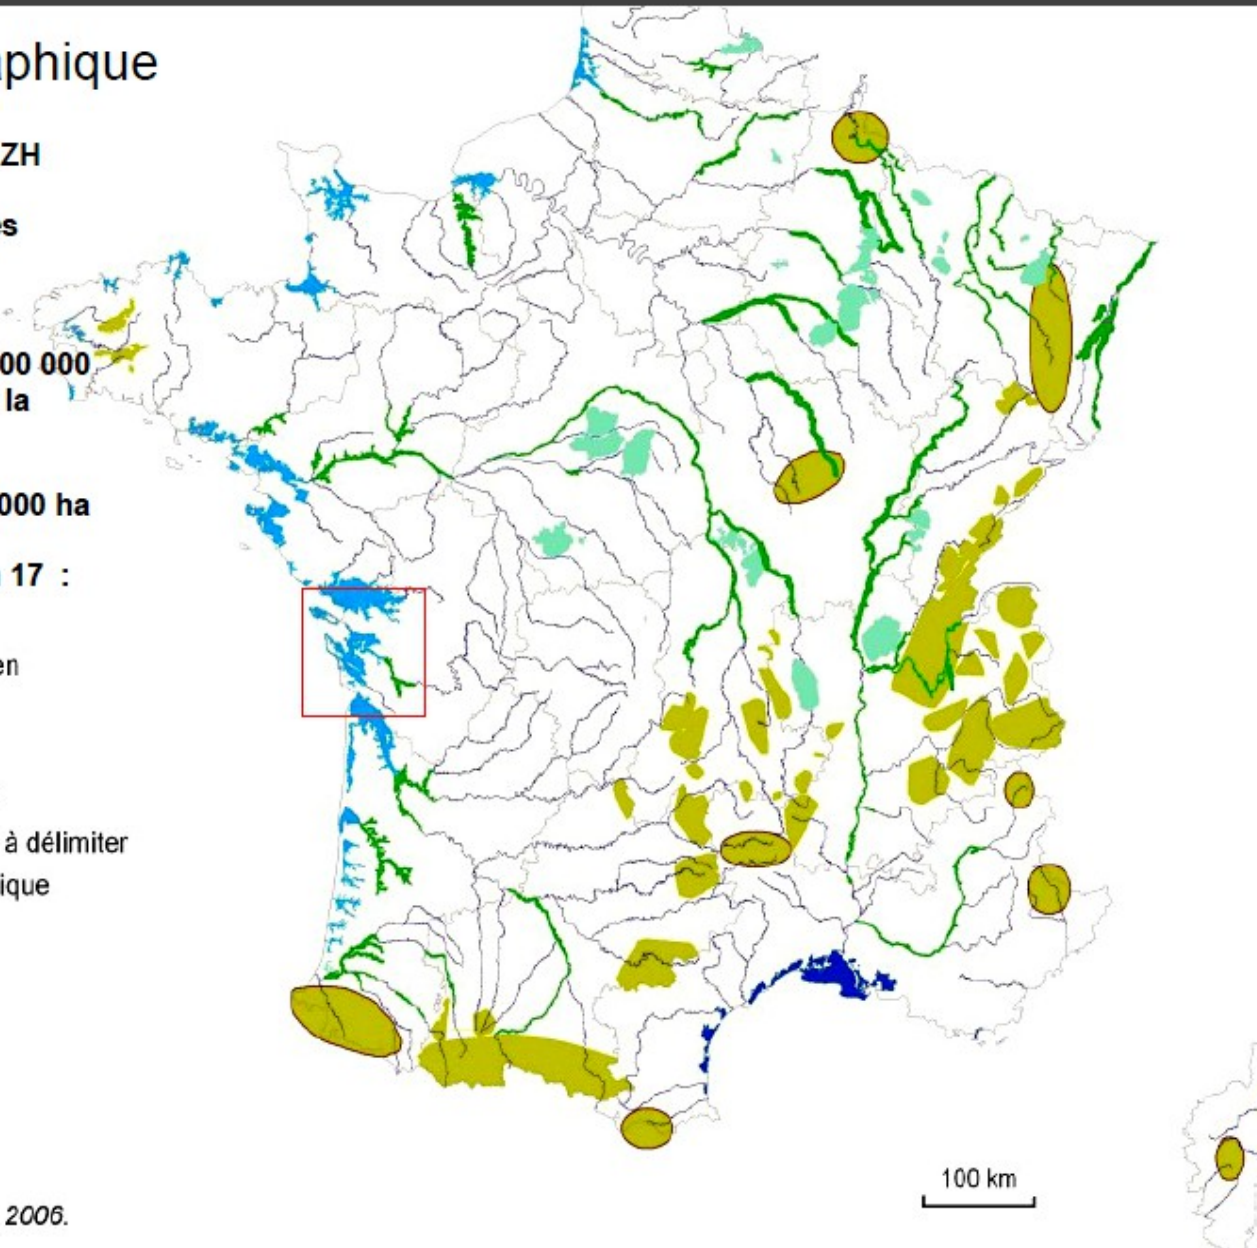 aphique
ZH
es
00 000
la
000 ha
17 :
en
à délimiter
ique
100 km
2006.